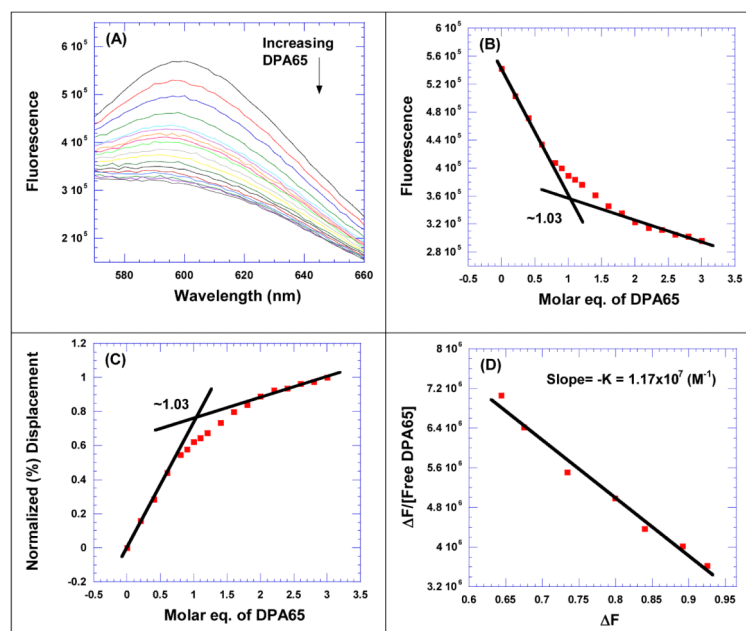 (A)
Increasing
DPA65
6 10⁵
5 10⁵
4 10⁵
3 10⁵
2 10⁵
Fluorescence
580 600 620 640 660
Wavelength (nm)
(B)
5.6 10⁵
5.2 10⁵
4.8 10⁵
4.4 10⁵
4 10⁵
3.6 10⁵
3.2 10⁵
2.8 10⁵
Fluorescence
~1.03
-0.5 0 0.5 1 1.5 2 2.5 3 3.5
Molar eq. of DPA65
(C)
1.2
1
0.8
0.6
0.4
0.2
0
-0.2
Normalized (%) Displacement
~1.03
-0.5 0 0.5 1 1.5 2 2.5 3 3.5
Molar eq. of DPA65
(D)
Slope= -K = 1.17x10⁷ (M⁻¹)
8 10⁶
7.2 10⁶
6.4 10⁶
5.6 10⁶
4.8 10⁶
4 10⁶
3.2 10⁶
ΔF/[Free DPA65]
0.6 0.65 0.7 0.75 0.8 0.85 0.9 0.95
ΔF